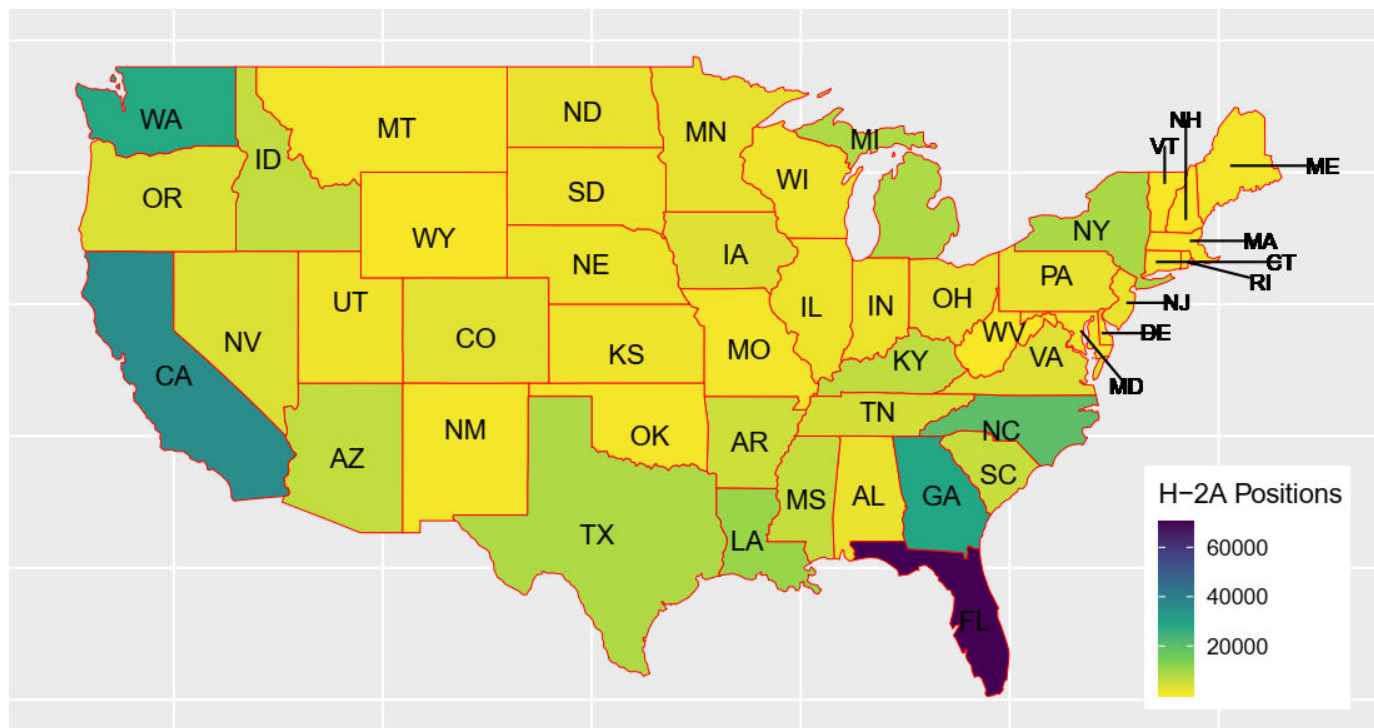 NH
WA
MT
ND
MN
MI
VT
ID
ME
OR
SD
WI
WY
NY
MA
IA
NE
CT
PA
RI
UT
OH
IL
IN
NJ
NV
CO
WV
DE
KS
MO
KY
VA
CA
MD
TN
NM
OK
AR
NC
AZ
SC
MS
AL
GA
H−2A Positions
TX
LA
60000
40000
FL
20000